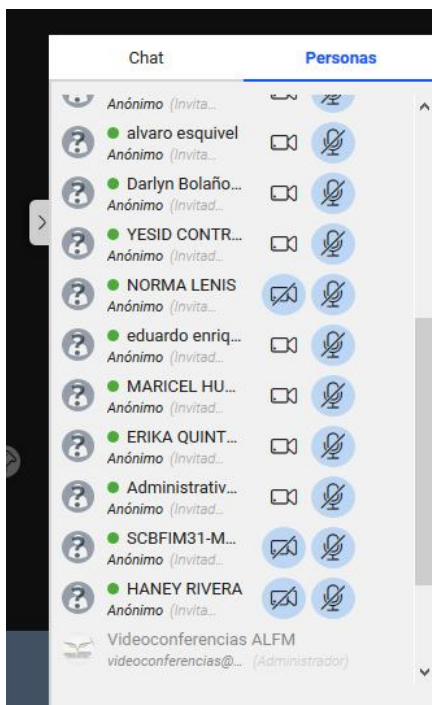 Chat
Personas
Anónimo (Invita...
alvaro esquivel
Anónimo (Invita...
Darlyn Bolaño...
Anónimo (Invitad...
YESID CONTR...
Anónimo (Invitad...
NORMA LENIS
Anónimo (Invita...
eduardo enriq...
Anónimo (Invitad...
MARICEL HU...
Anónimo (Invitad...
ERIKA QUINT...
Anónimo (Invitad...
Administrativ...
Anónimo (Invitad...
SCBFIM31-M...
Anónimo (Invitad...
HANEY RIVERA
Anónimo (Invita...
Videoconferencias ALFM
videoconferencias@... (Administrador)